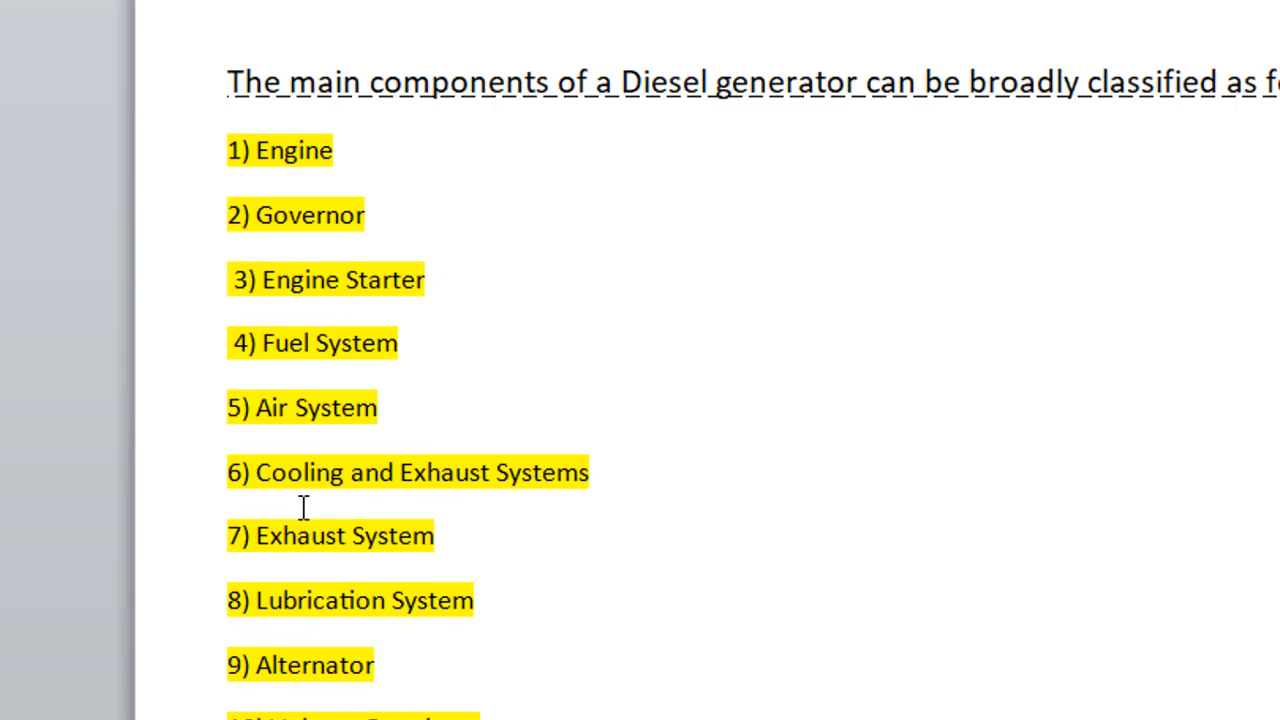 The main components of a Diesel generator can be broadly classified as
1) Engine
2) Governor
3) Engine Starter
4) Fuel System
5) Air System
6) Cooling and Exhaust Systems
7) Exhaust System
8) Lubrication System
9) Alternator